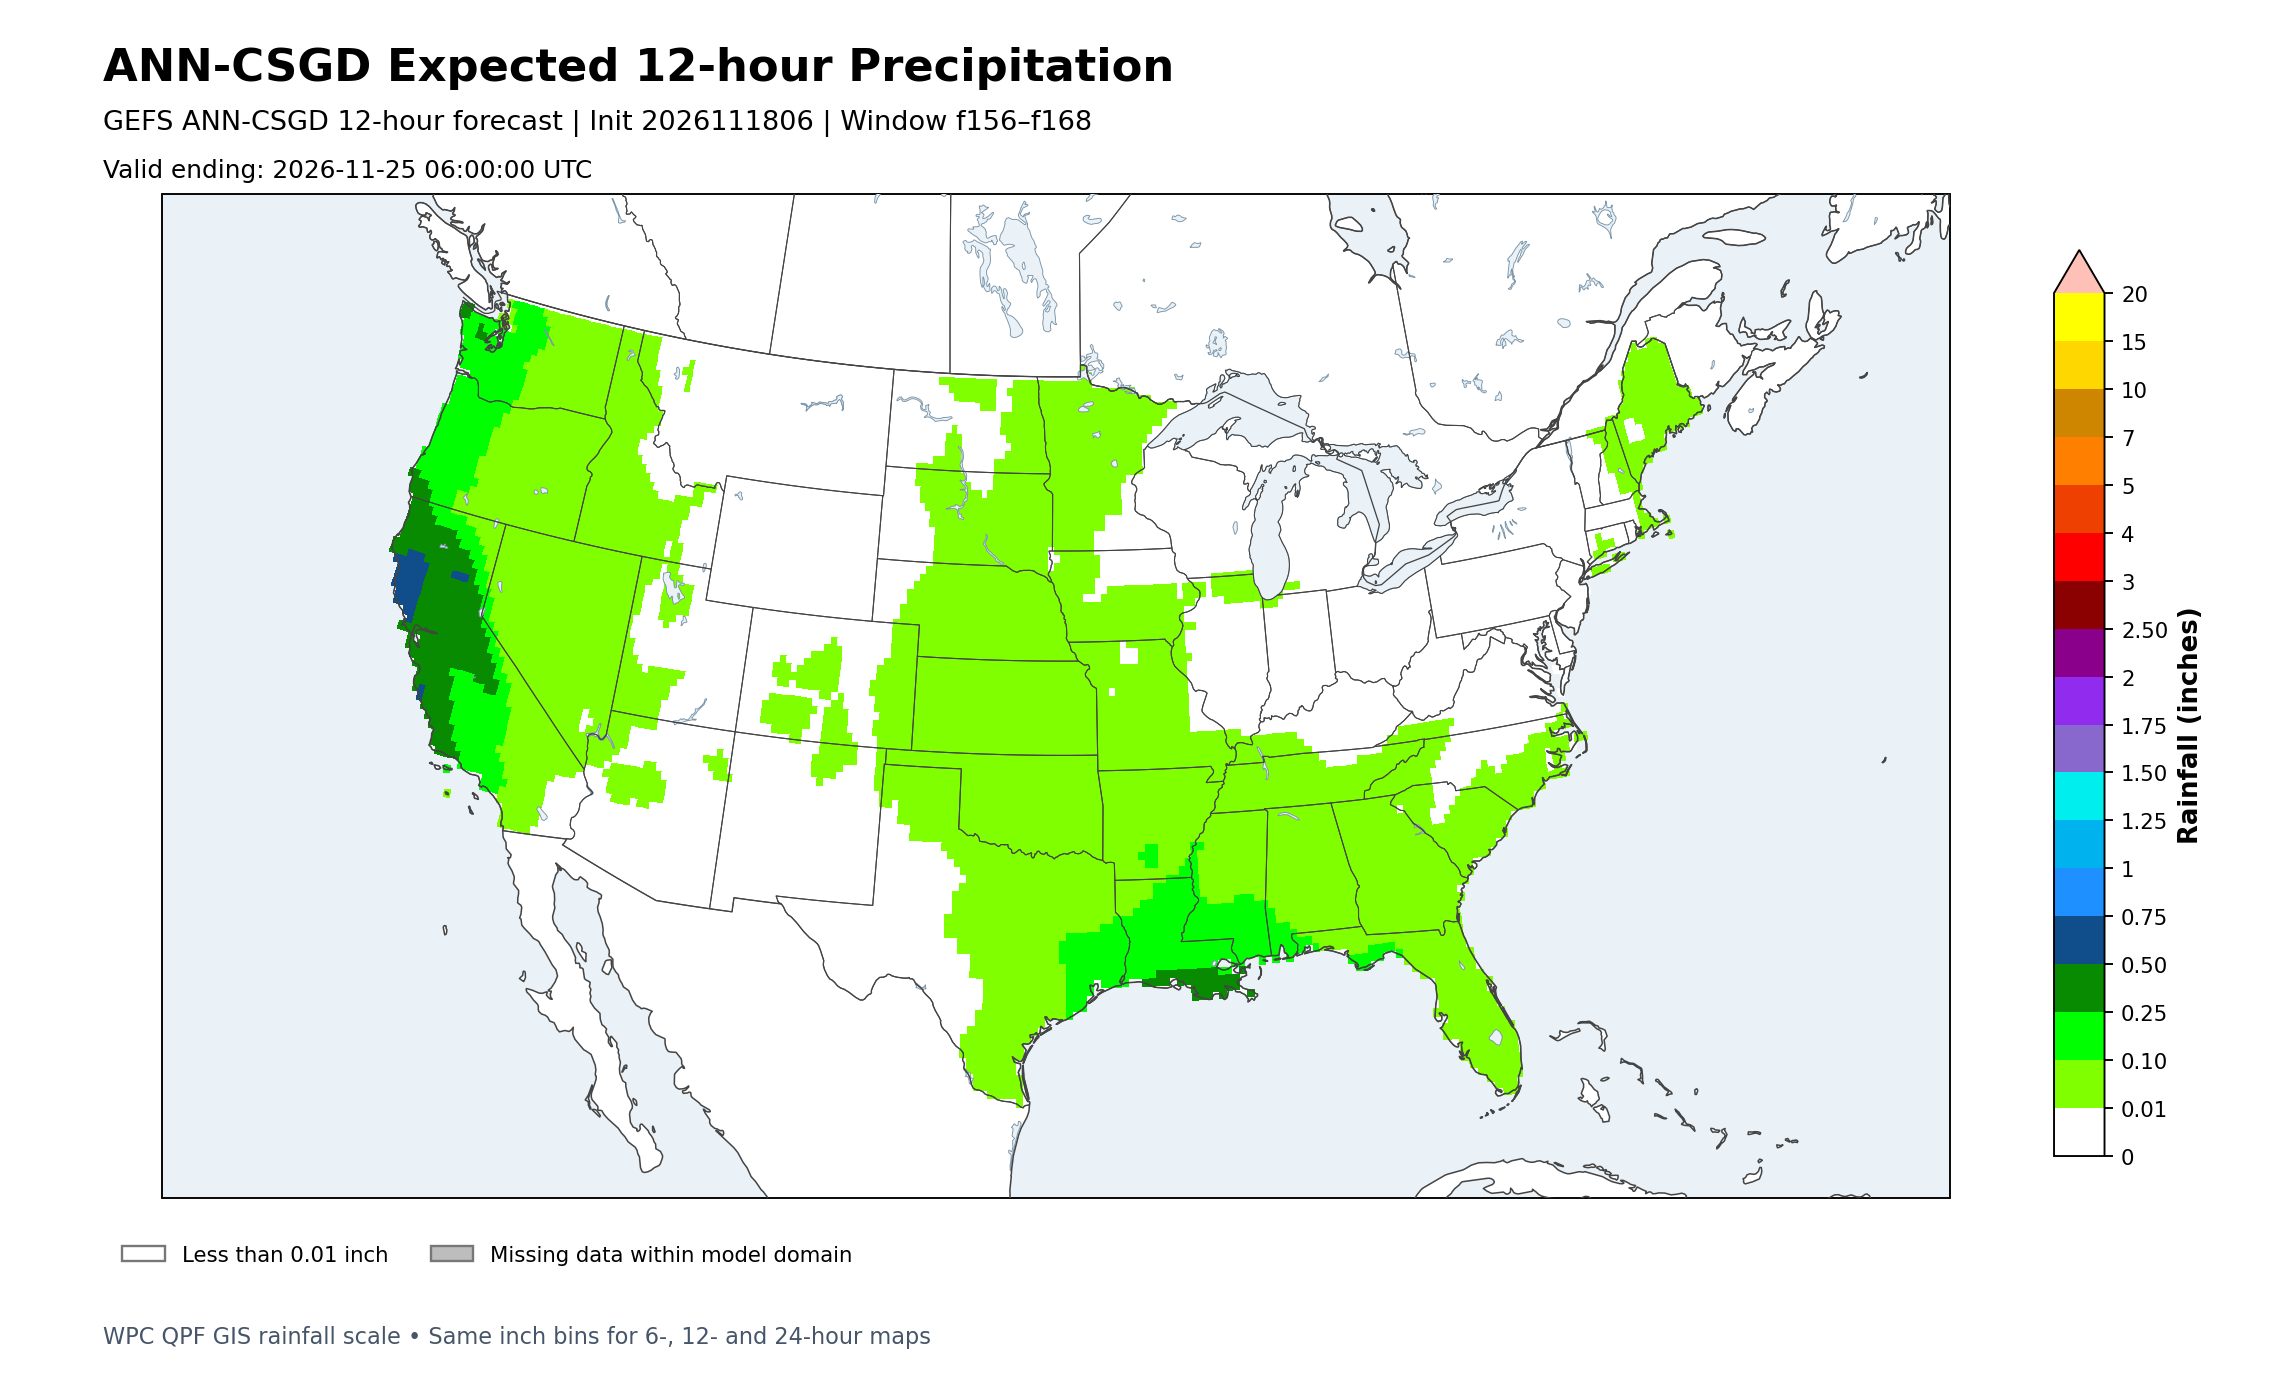 ANN-CSGD Expected 12-hour Precipitation
GEFS ANN-CSGD 12-hour forecast | Init 2026111806 | Window f156–f168
Valid ending: 2026-11-25 06:00:00 UTC
20
15
10
7
5
4
3
2.50
2
1.75
1.50
1.25
1
0.75
0.50
0.25
0.10
0.01
0
Rainfall (inches)
Less than 0.01 inch
Missing data within model domain
WPC QPF GIS rainfall scale • Same inch bins for 6-, 12- and 24-hour maps